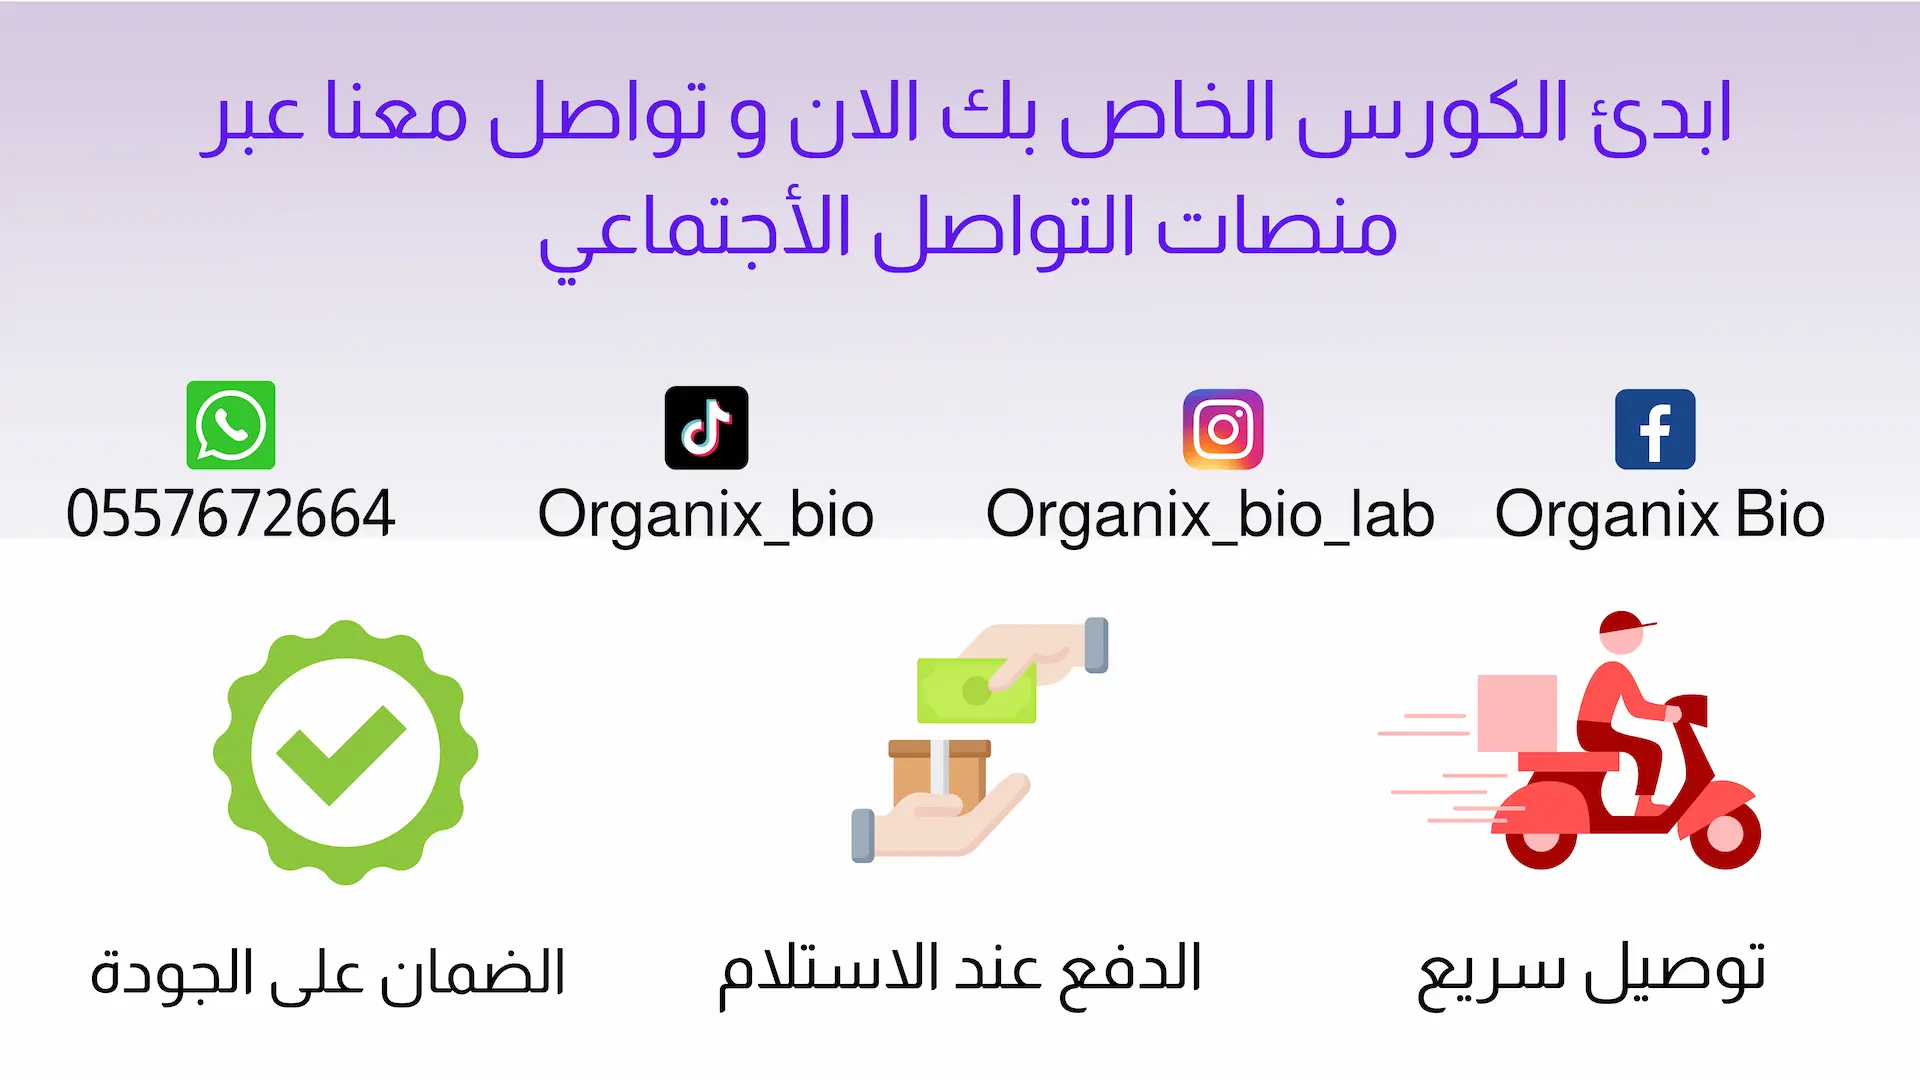 ابدئ الكورس الخاص بك الان و تواصل معنا عبر
منصات التواصل الأجتماعي
Organix Bio
Organix_bio_lab
Organix_bio
0557672664
توصيل سريع
الدفع عند الاستلام
الضمان على الجودة